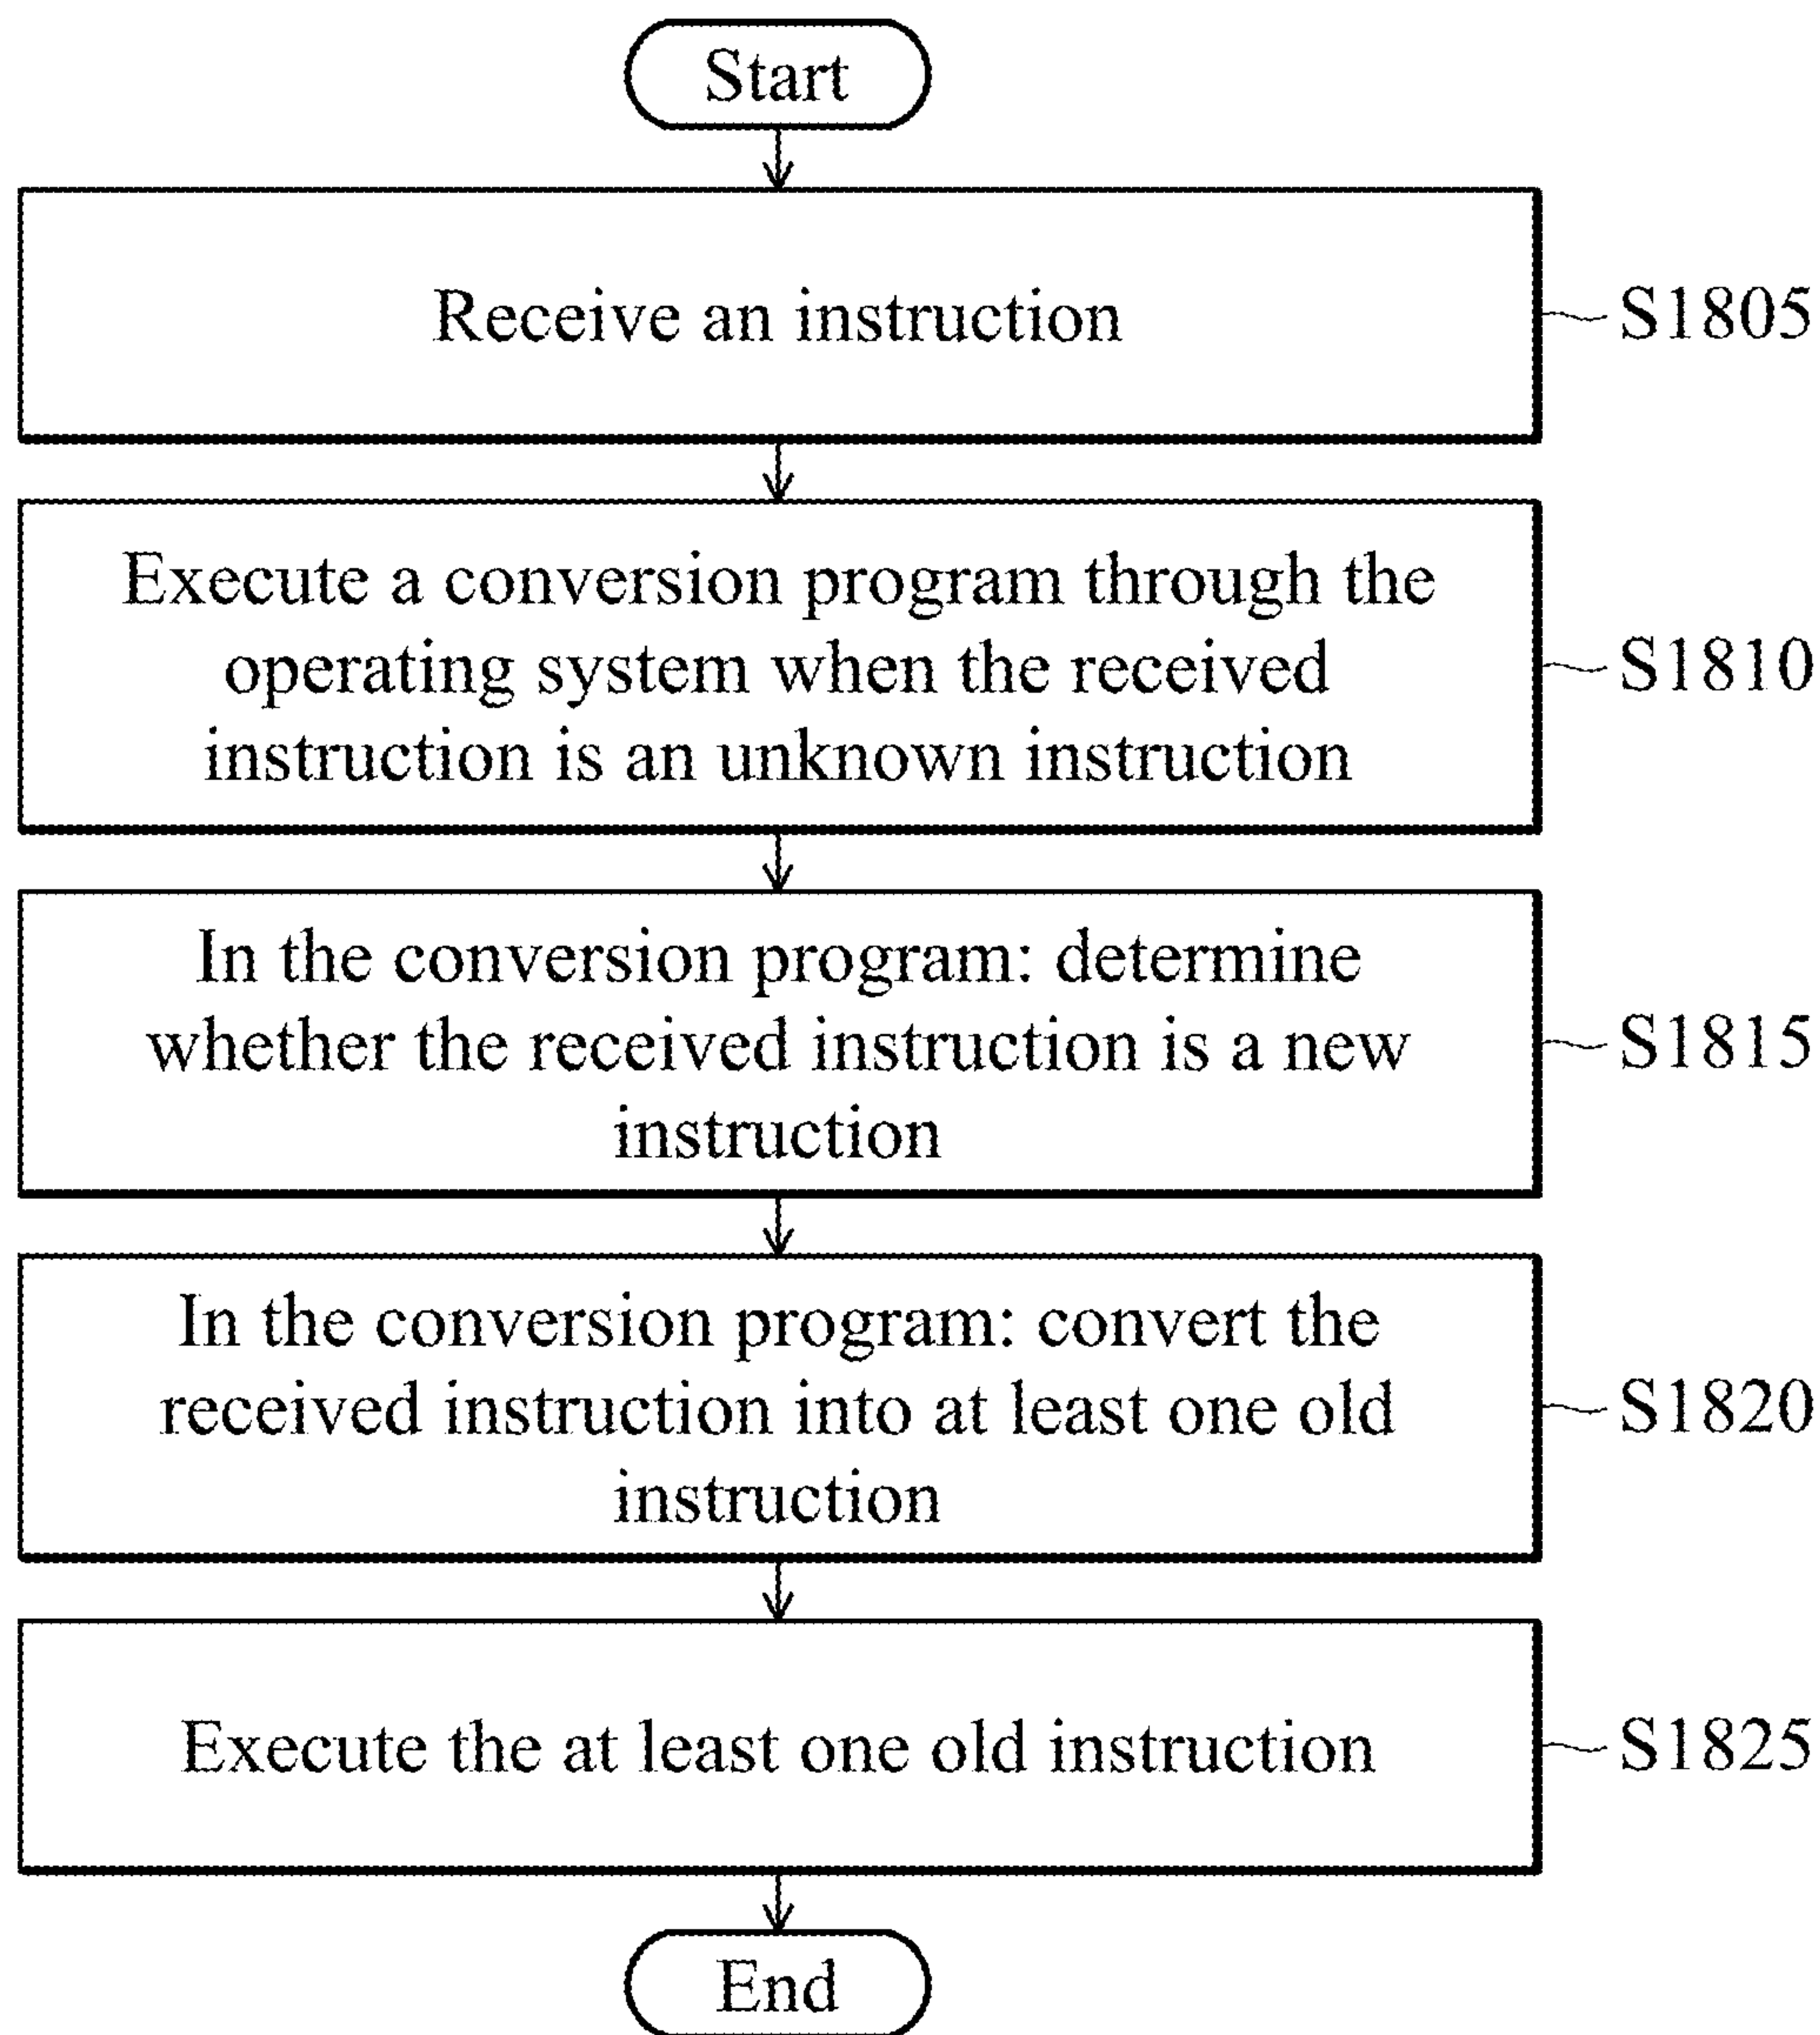 Start
Receive an instruction
S1805
Execute a conversion program through the
operating system when the received
instruction is an unknown instruction
S1810
In the conversion program: determine
whether the received instruction is a new
instruction
S1815
In the conversion program: convert the
received instruction into at least one old
instruction
S1820
Execute the at least one old instruction
S1825
End